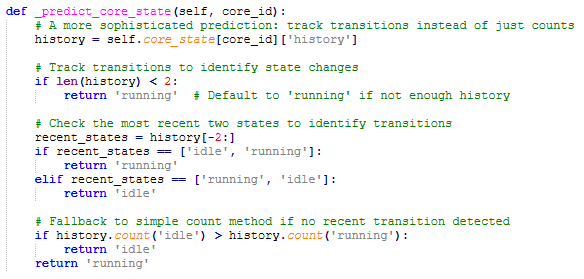 def _predict_core_state(self, core_id):
    # A more sophisticated prediction: track transitions instead of just counts
    history = self.core_state[core_id]['history']

    # Track transitions to identify state changes
    if len(history) < 2:
        return 'running'  # Default to 'running' if not enough history

    # Check the most recent two states to identify transitions
    recent_states = history[-2:]
    if recent_states == ['idle', 'running']:
        return 'running'
    elif recent_states == ['running', 'idle']:
        return 'idle'

    # Fallback to simple count method if no recent transition detected
    if history.count('idle') > history.count('running'):
        return 'idle'
    return 'running'